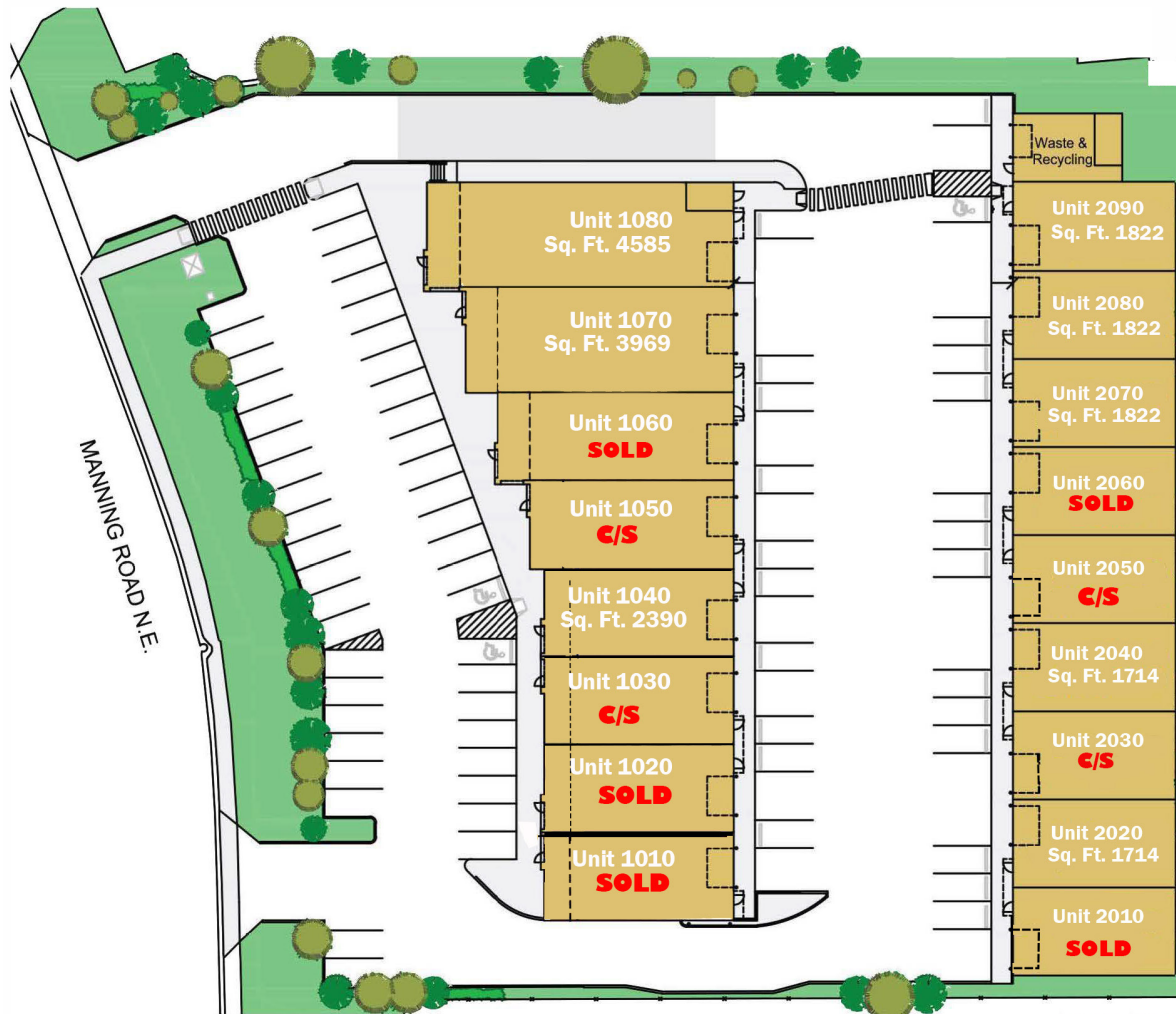 Waste &
Recycling
Unit 1080
Sq. Ft. 4585
Unit 1070
Sq. Ft. 3969
Unit 1060
SOLD
Unit 1050
C/S
Unit 1040
Sq. Ft. 2390
Unit 1030
C/S
Unit 1020
SOLD
Unit 1010
SOLD
Unit 2090
Sq. Ft. 1822
Unit 2080
Sq. Ft. 1822
Unit 2070
Sq. Ft. 1822
Unit 2060
SOLD
Unit 2050
C/S
Unit 2040
Sq. Ft. 1714
Unit 2030
C/S
Unit 2020
Sq. Ft. 1714
Unit 2010
SOLD
MANNING ROAD N.E.